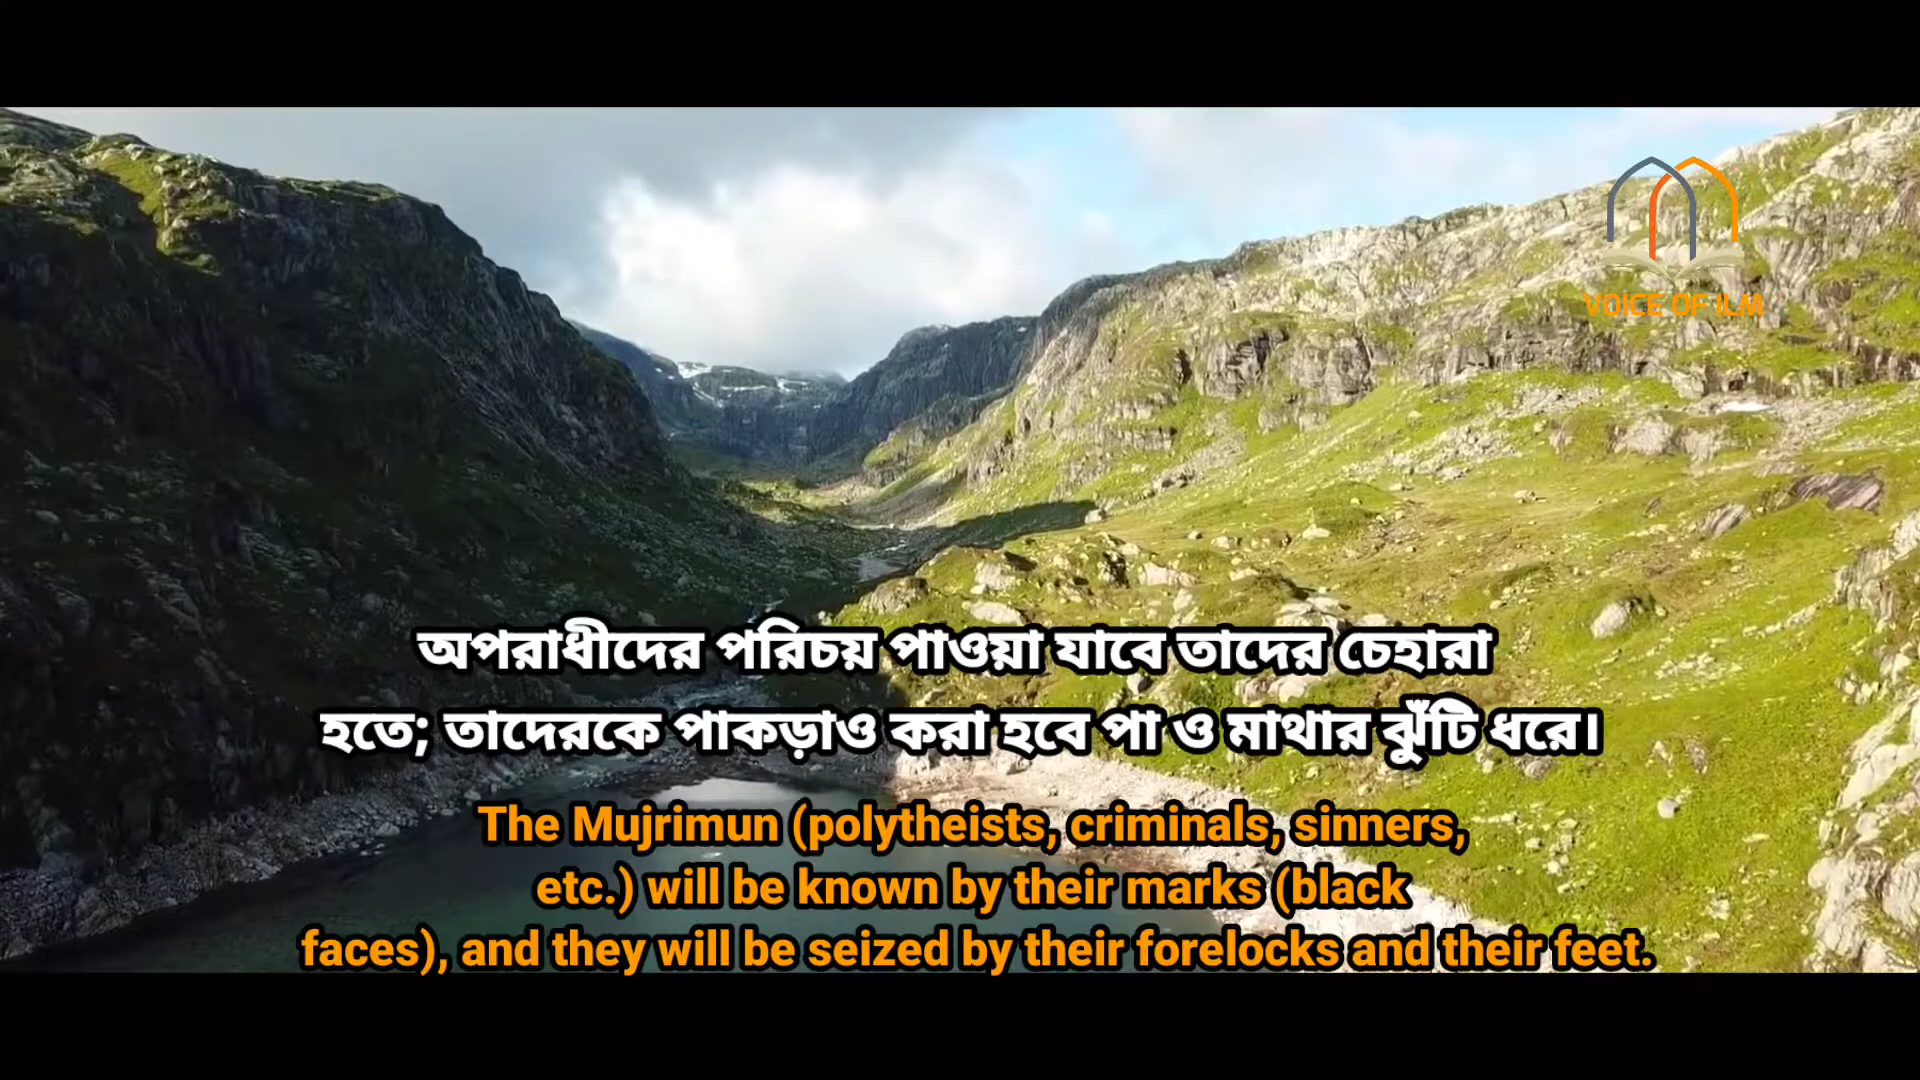 VOICE OF ILM
অপরাধীদের পরিচয় পাওয়া যাবে তাদের চেহারা
হতে; তাদেরকে পাকড়াও করা হবে পা ও মাথার ঝুঁটি ধরে।
The Mujrimun (polytheists, criminals, sinners,
etc.) will be known by their marks (black
faces), and they will be seized by their forelocks and their feet.